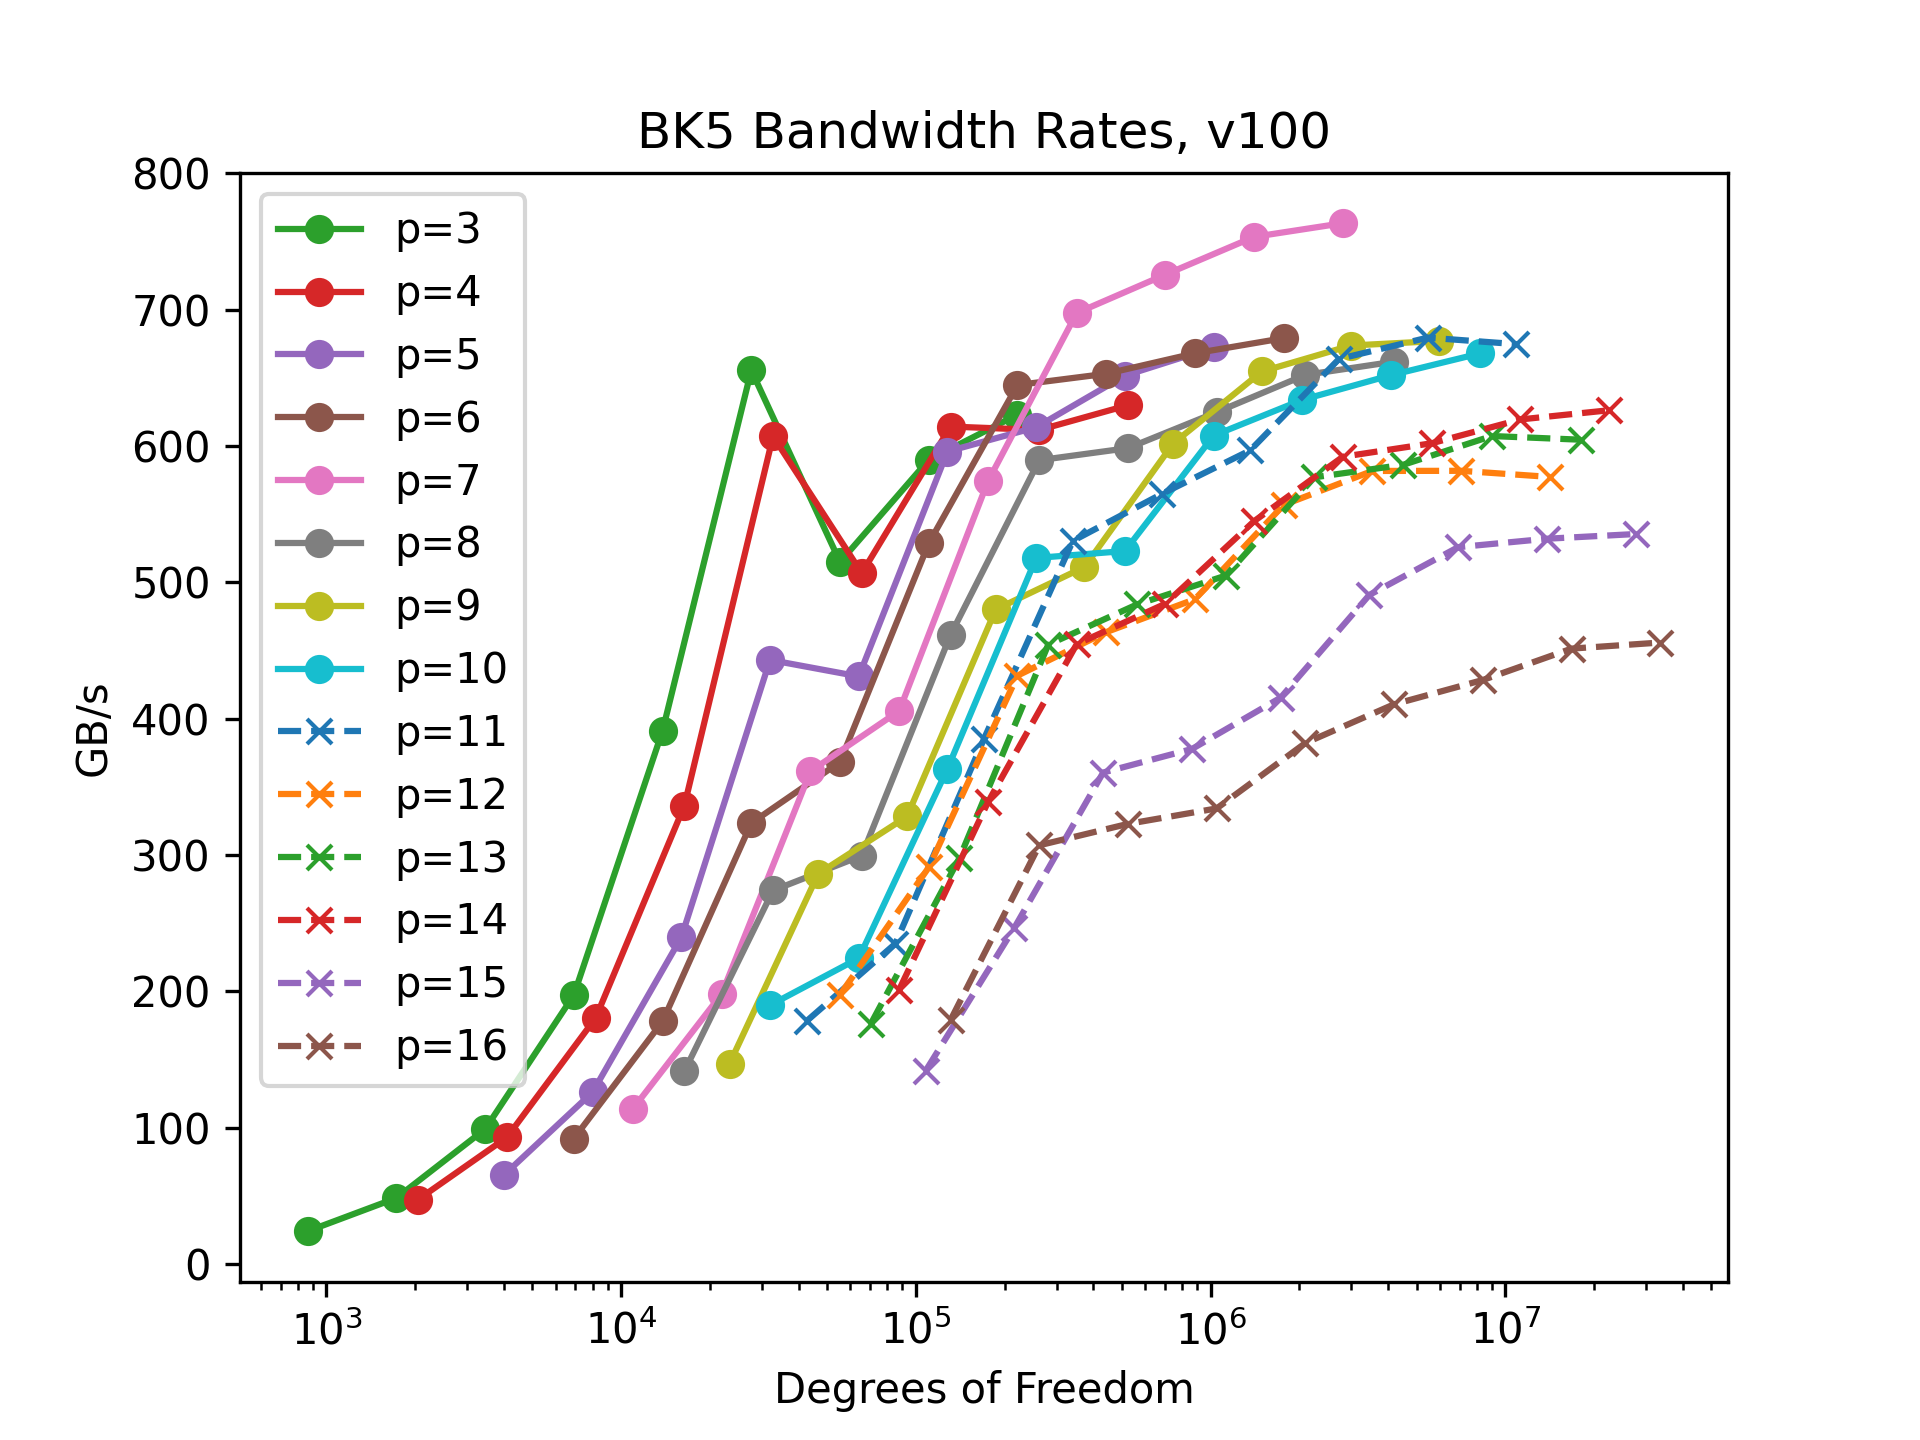 BK5 Bandwidth Rates, v100
800
700
600
500
400
300
200
100
0
GB/s
p=3
p=4
p=5
p=6
p=7
p=8
p=9
p=10
p=11
p=12
p=13
p=14
p=15
p=16
10³ 10⁴ 10⁵ 10⁶ 10⁷
Degrees of Freedom